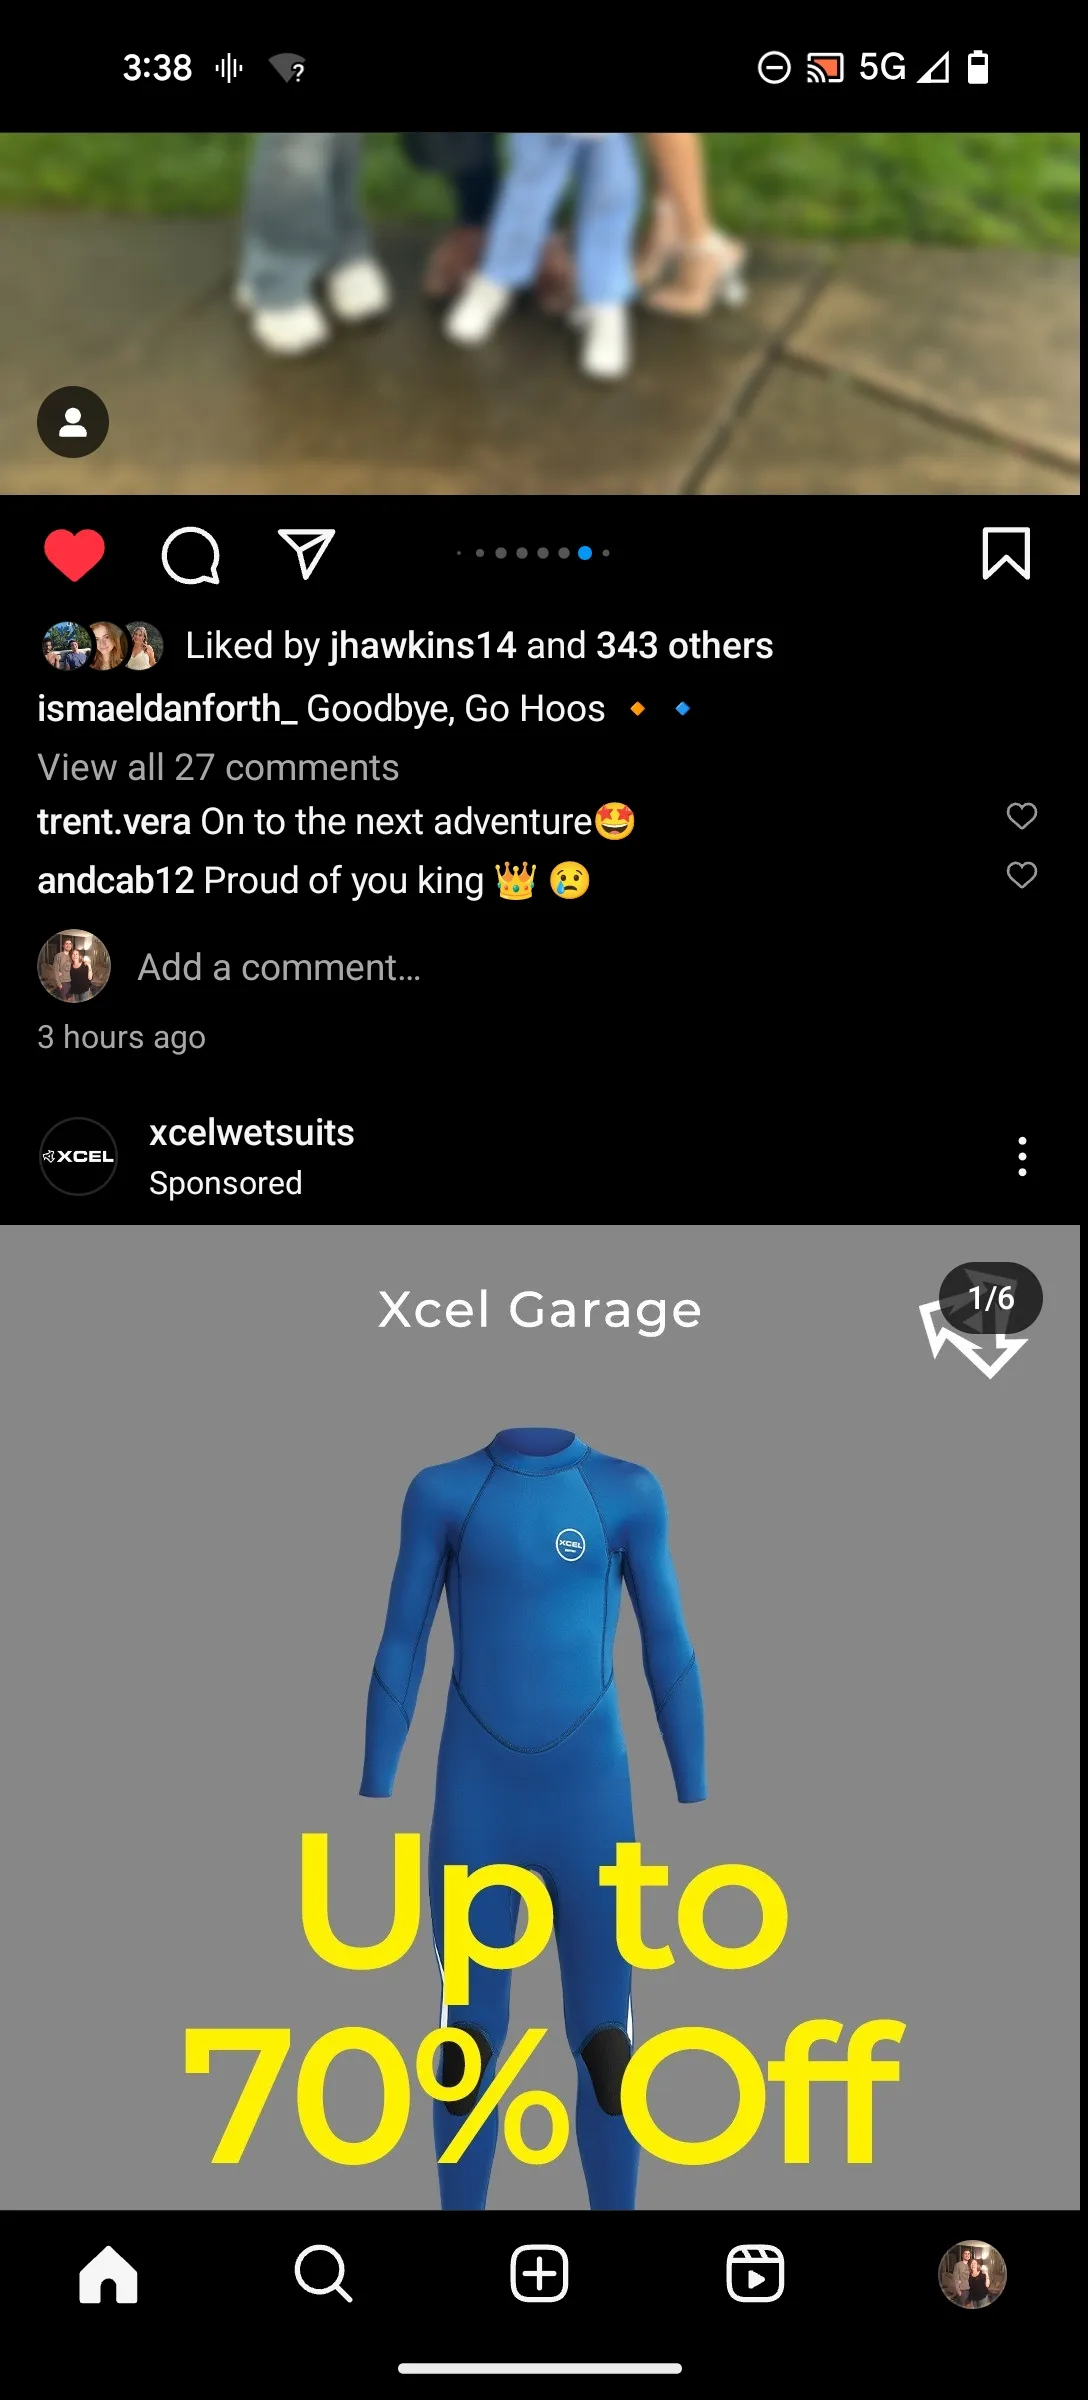 3:38 5G
Liked by jhawkins14 and 343 others
ismaeldanforth_ Goodbye, Go Hoos 🔸 🔹
View all 27 comments
trent.vera On to the next adventure🤩
andcab12 Proud of you king 👑 😢
Add a comment...
3 hours ago
XCEL
xcelwetsuits
Sponsored
Xcel Garage
1/6
XCEL
Up to
70% Off